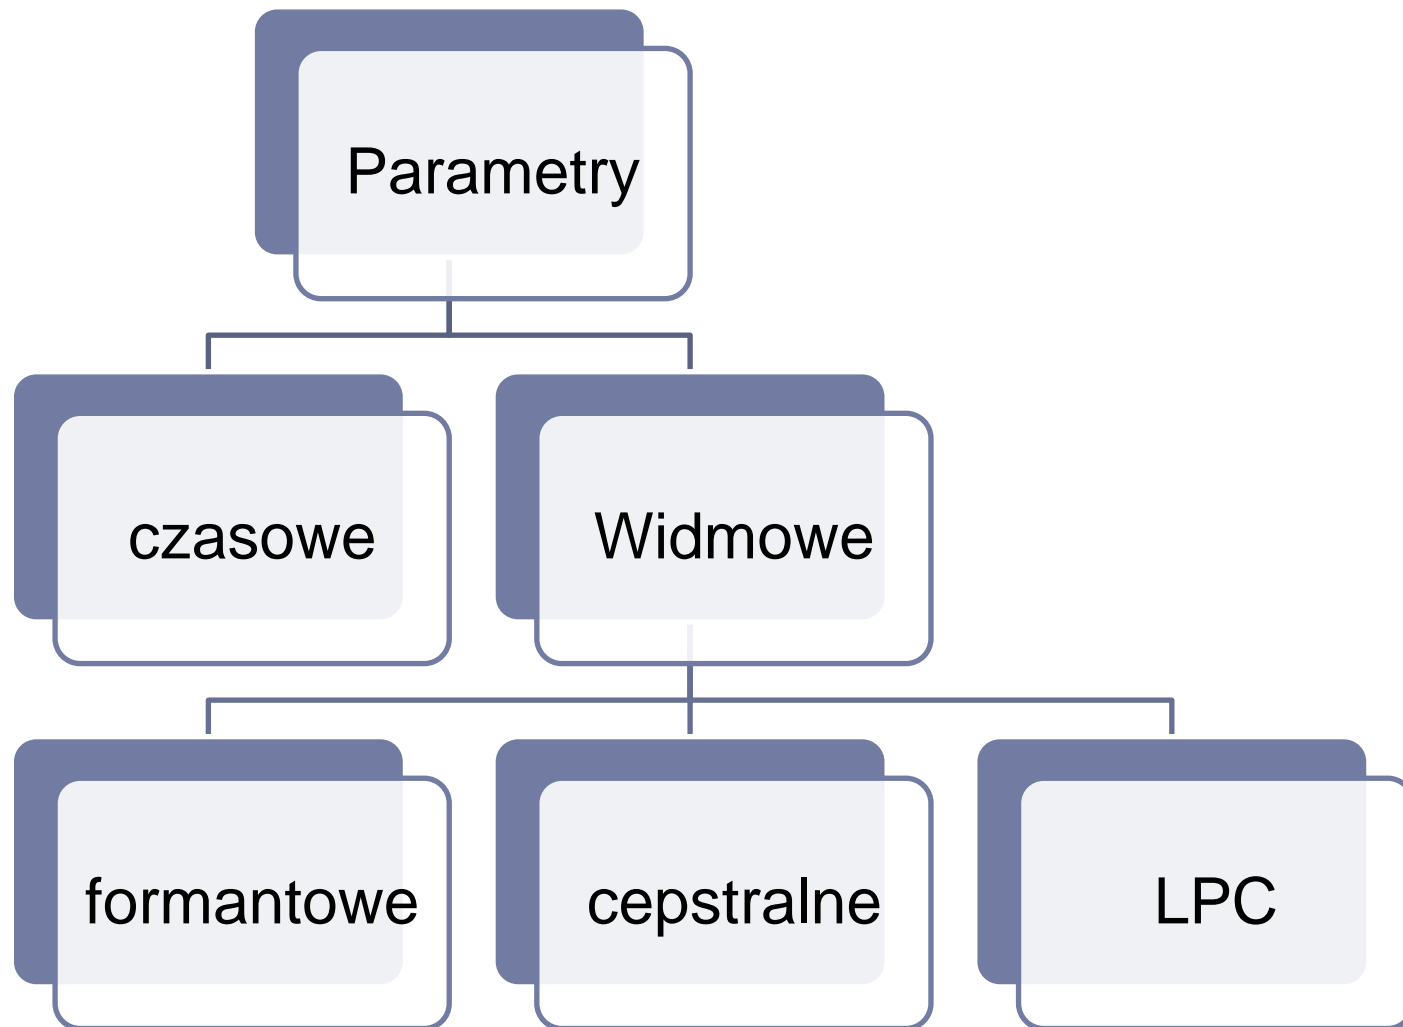 Parametry
czasowe
Widmowe
formantowe
cepstralne
LPC